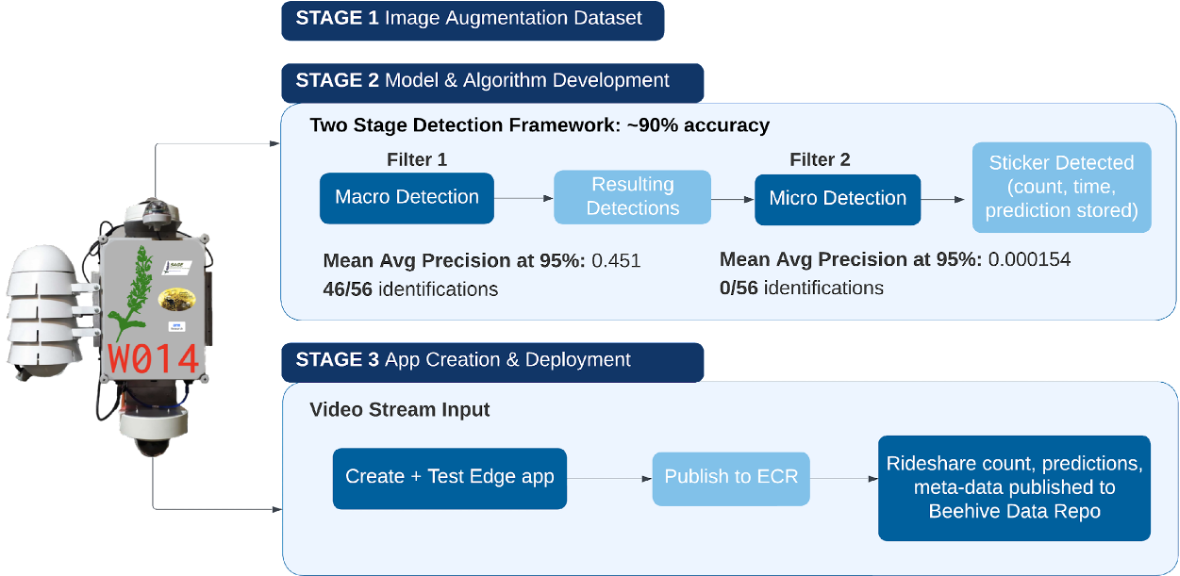 STAGE 1 Image Augmentation Dataset
STAGE 2 Model & Algorithm Development
Two Stage Detection Framework: ~90% accuracy
Filter 1
Macro Detection
Resulting
Detections
Filter 2
Micro Detection
Sticker Detected
(count, time,
prediction stored)
Mean Avg Precision at 95%: 0.451
46/56 identifications
Mean Avg Precision at 95%: 0.000154
0/56 identifications
SAGE
W014
STAGE 3 App Creation & Deployment
Video Stream Input
Create + Test Edge app
Publish to ECR
Rideshare count, predictions,
meta-data published to
Beehive Data Repo